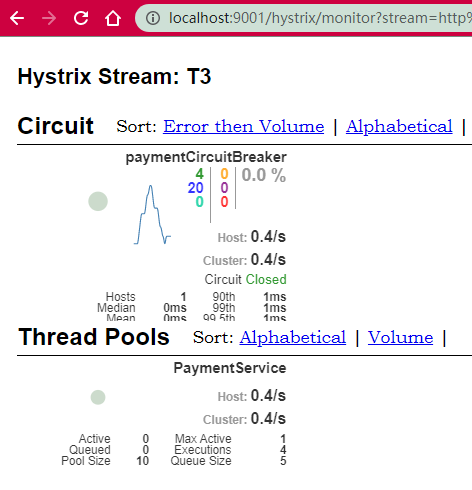 localhost:9001/hystrix/monitor?stream=http%
Hystrix Stream: T3
Circuit Sort: Error then Volume | Alphabetical |
paymentCircuitBreaker
4 0 0.0 %
20 0
0 0
Host: 0.4/s
Cluster: 0.4/s
Circuit Closed
Hosts 1 90th 1ms
Median 0ms 99th 1ms
Mean 0ms 99.5th 1ms
Thread Pools Sort: Alphabetical | Volume |
PaymentService
Host: 0.4/s
Cluster: 0.4/s
Active 0 Max Active 1
Queued 0 Executions 4
Pool Size 10 Queue Size 5